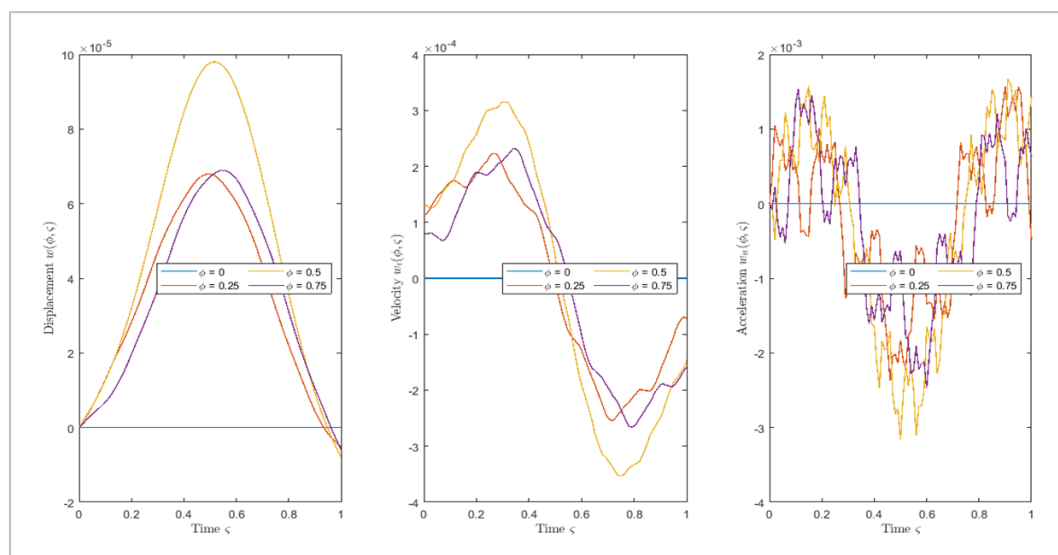 ×10⁻⁵
10
8
6
4
2
0
-2
0 0.2 0.4 0.6 0.8 1
Displacement w(ϕ, ς)
Time ς
ϕ = 0 ϕ = 0.5
ϕ = 0.25 ϕ = 0.75
×10⁻⁴
4
3
2
1
0
-1
-2
-3
-4
0 0.2 0.4 0.6 0.8 1
Velocity wₜ(ϕ, ς)
Time ς
ϕ = 0 ϕ = 0.5
ϕ = 0.25 ϕ = 0.75
×10⁻³
2
1
0
-1
-2
-3
-4
0 0.2 0.4 0.6 0.8 1
Acceleration wₜₜ(ϕ, ς)
Time ς
ϕ = 0 ϕ = 0.5
ϕ = 0.25 ϕ = 0.75